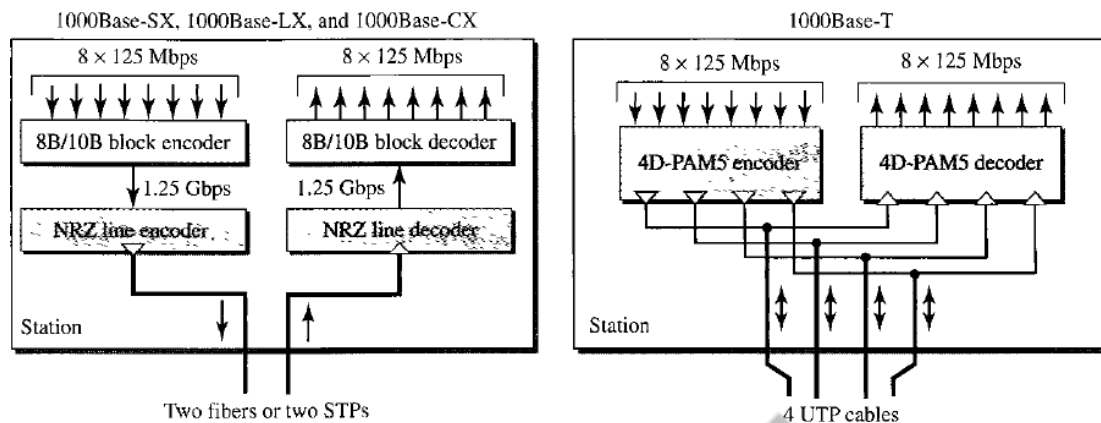 1000Base-SX, 1000Base-LX, and 1000Base-CX
8 × 125 Mbps
8 × 125 Mbps
8B/10B block encoder
8B/10B block decoder
1.25 Gbps
1.25 Gbps
NRZ line encoder
NRZ line decoder
Station
Two fibers or two STPs
1000Base-T
8 × 125 Mbps
8 × 125 Mbps
4D-PAM5 encoder
4D-PAM5 decoder
Station
4 UTP cables